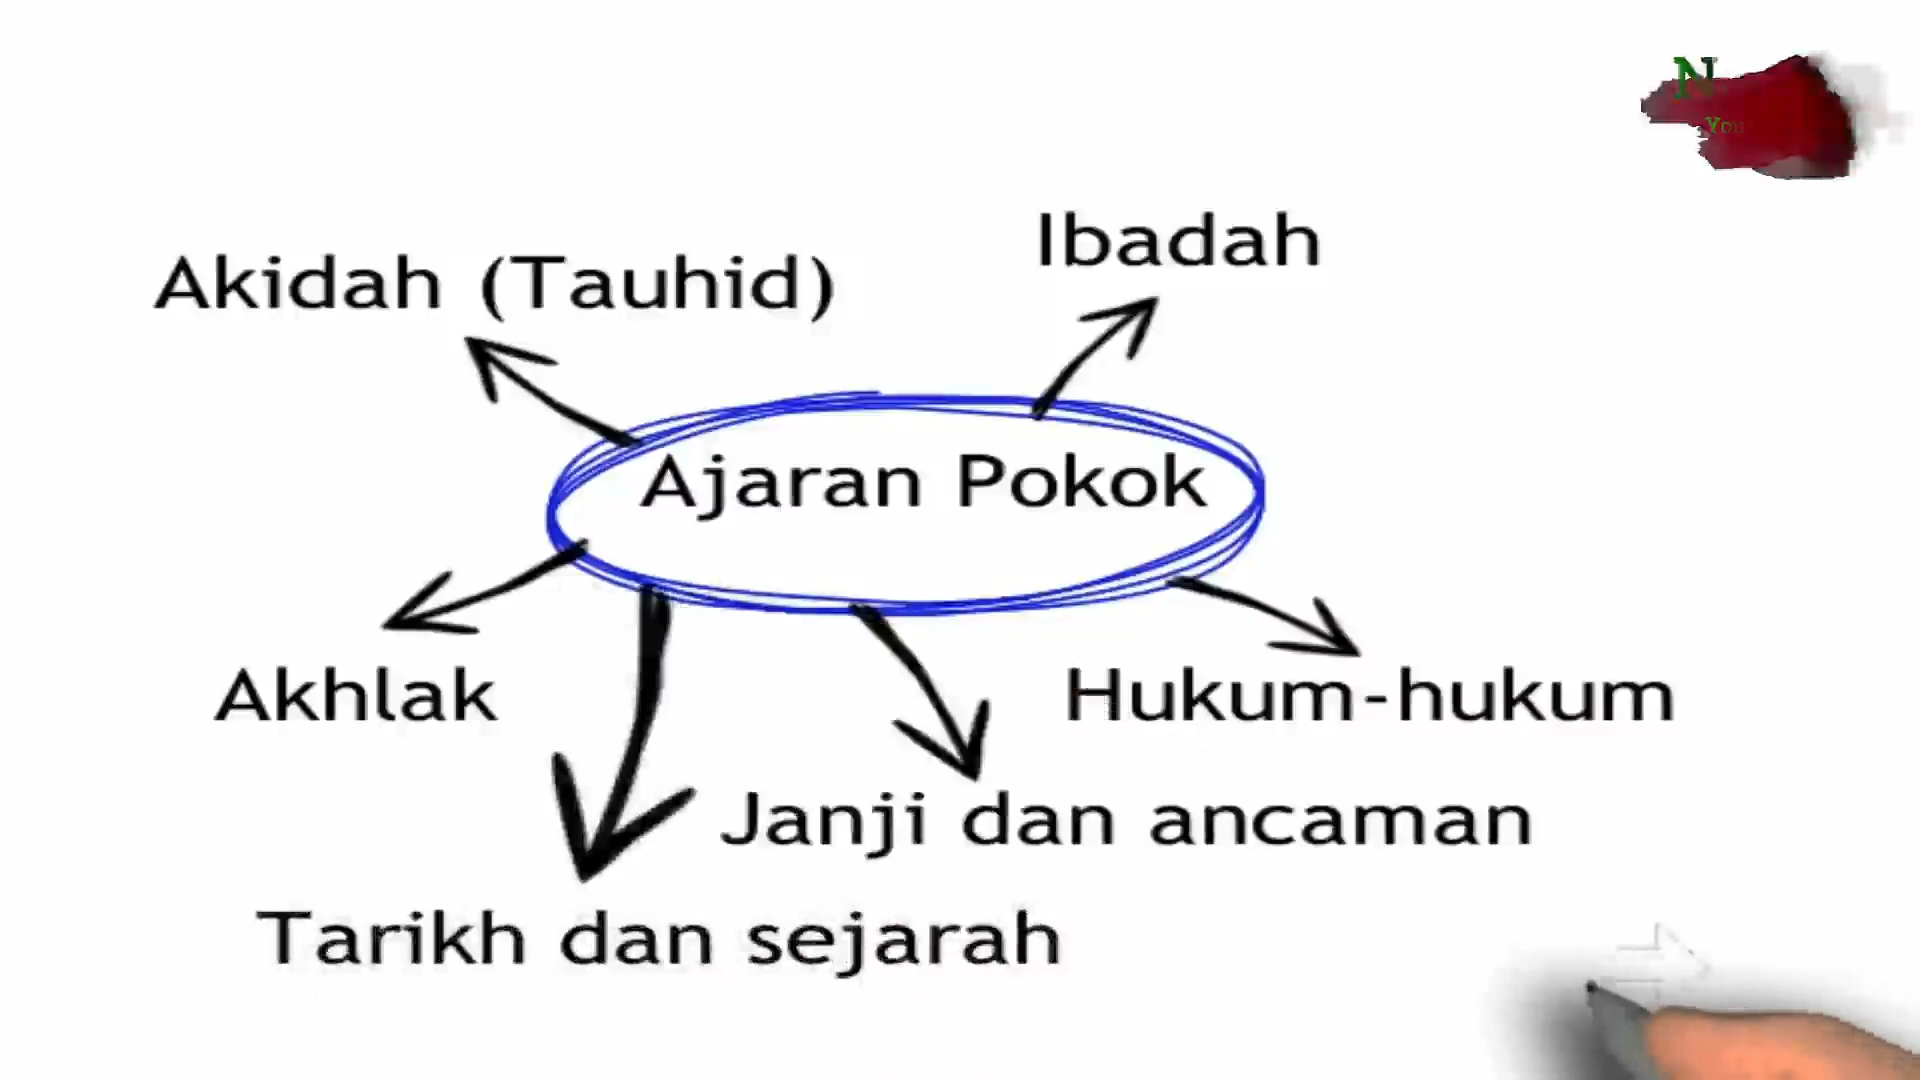 Ibadah
Akidah (Tauhid)
Ajaran Pokok
Akhlak
Hukum-hukum
Janji dan ancaman
Tarikh dan sejarah
N